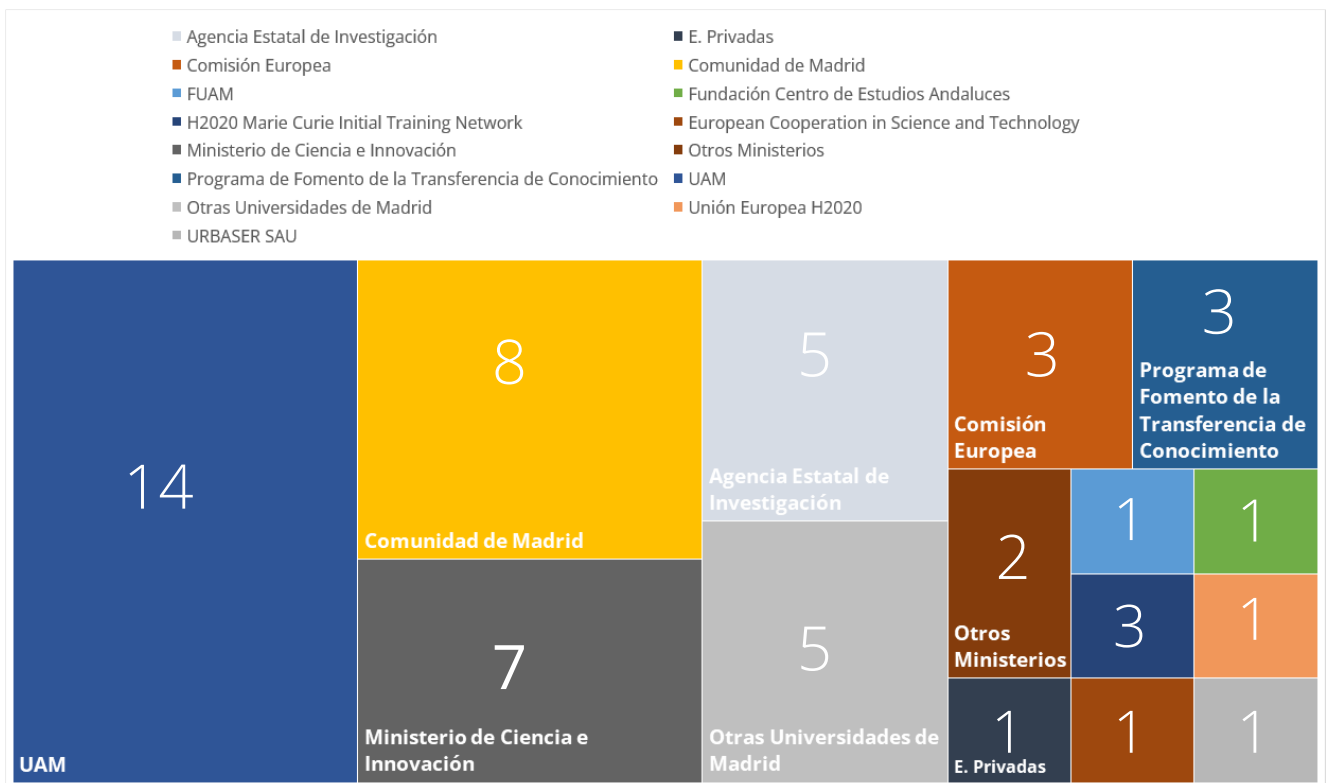 Agencia Estatal de Investigación
E. Privadas
Comisión Europea
Comunidad de Madrid
FUAM
Fundación Centro de Estudios Andaluces
H2020 Marie Curie Initial Training Network
European Cooperation in Science and Technology
Ministerio de Ciencia e Innovación
Otros Ministerios
Programa de Fomento de la Transferencia de Conocimiento
UAM
Otras Universidades de Madrid
Unión Europea H2020
URBASER SAU
14
UAM
8
Comunidad de Madrid
7
Ministerio de Ciencia e
Innovación
5
Agencia Estatal de
Investigación
5
Otras Universidades de
Madrid
3
Comisión
Europea
3
Programa de
Fomento de la
Transferencia de
Conocimiento
2
Otros
Ministerios
1
1
3
1
1
E. Privadas
1
1